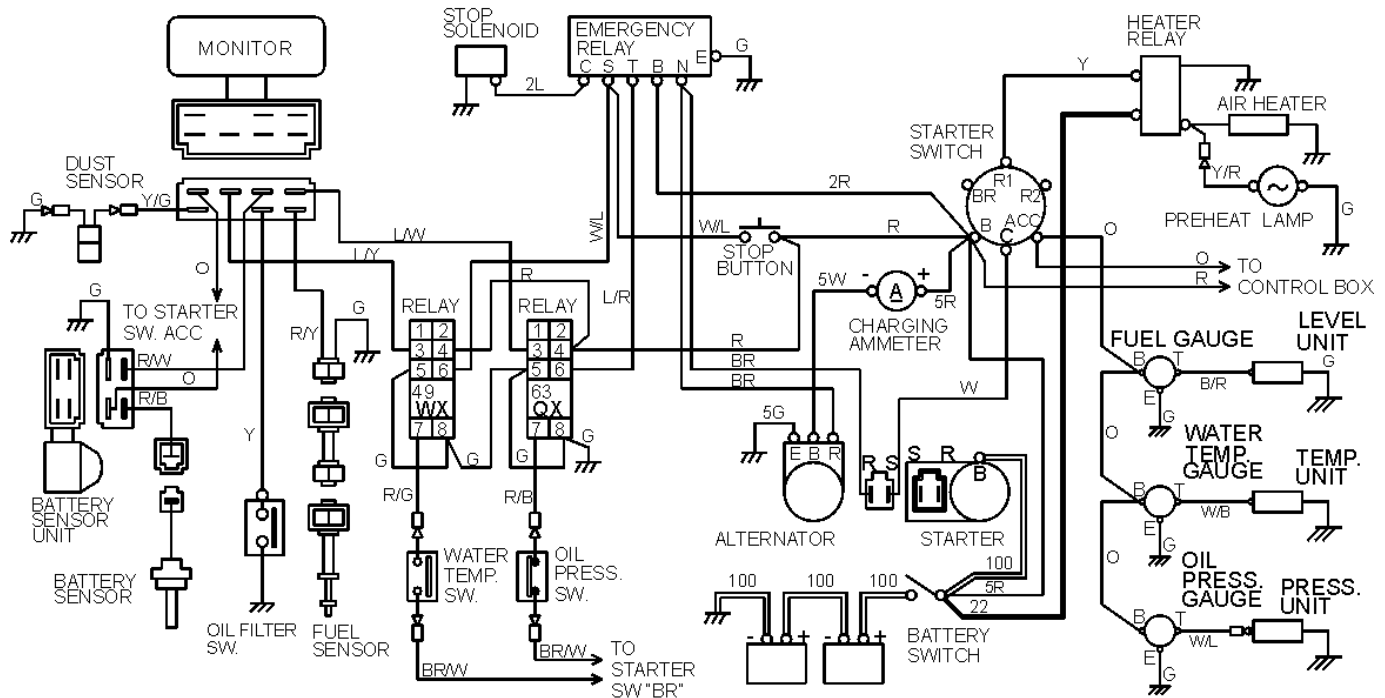 STOP
SOLENOID
EMERGENCY
RELAY
E
G
C S T B N
2L
MONITOR
HEATER
RELAY
Y
AIR HEATER
STARTER
SWITCH
R1
BR
R2
B
C
ACC
Y/R
PREHEAT LAMP
G
DUST
SENSOR
G
Y/G
2R
L/W
L/Y
W/L
W/L
STOP
BUTTON
R
O
O
R
TO
CONTROL BOX
O
TO STARTER
SW. ACC
G
R/W
O
R/B
R/Y
G
RELAY
1 2
3 4
5 6
49
WX
7 8
R
RELAY
1 2
3 4
5 6
63
QX
7 8
L/R
5W
-
A
+
5R
CHARGING
AMMETER
R
BR
BR
W
FUEL GAUGE
LEVEL
UNIT
B
T
E
G
B/R
G
O
WATER
TEMP.
GAUGE
TEMP.
UNIT
B
T
E
G
W/B
O
OIL
PRESS.
GAUGE
PRESS.
UNIT
B
T
E
G
W/L
5G
E B R
ALTERNATOR
R S
S R
B
STARTER
G
G
G
G
R/G
R/B
Y
BATTERY
SENSOR
UNIT
BATTERY
SENSOR
OIL FILTER
SW.
FUEL
SENSOR
WATER
TEMP.
SW.
OIL
PRESS.
SW.
BR/W
BR/W
TO
STARTER
SW"BR"
100
100
100
100
5R
22
- +
- +
BATTERY
SWITCH